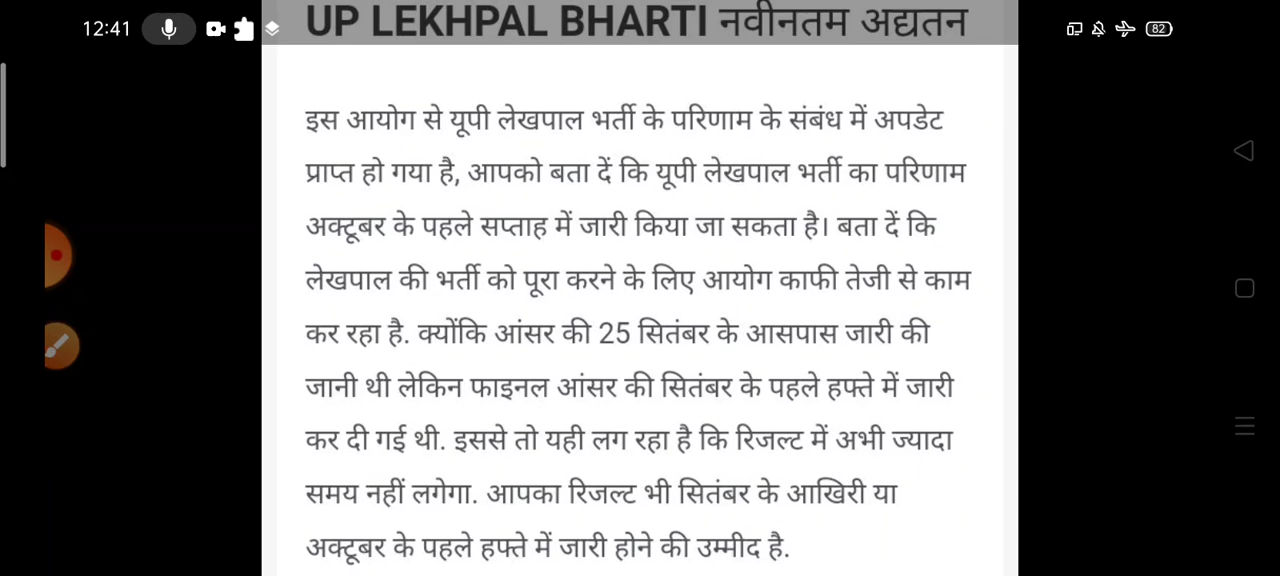 12:41
82
UP LEKHPAL BHARTI नवीनतम अद्यतन
इस आयोग से यूपी लेखपाल भर्ती के परिणाम के संबंध में अपडेट
प्राप्त हो गया है, आपको बता दें कि यूपी लेखपाल भर्ती का परिणाम
अक्टूबर के पहले सप्ताह में जारी किया जा सकता है। बता दें कि
लेखपाल की भर्ती को पूरा करने के लिए आयोग काफी तेजी से काम
कर रहा है. क्योंकि आंसर की 25 सितंबर के आसपास जारी की
जानी थी लेकिन फाइनल आंसर की सितंबर के पहले हफ्ते में जारी
कर दी गई थी. इससे तो यही लग रहा है कि रिजल्ट में अभी ज्यादा
समय नहीं लगेगा. आपका रिजल्ट भी सितंबर के आखिरी या
अक्टूबर के पहले हफ्ते में जारी होने की उम्मीद है.